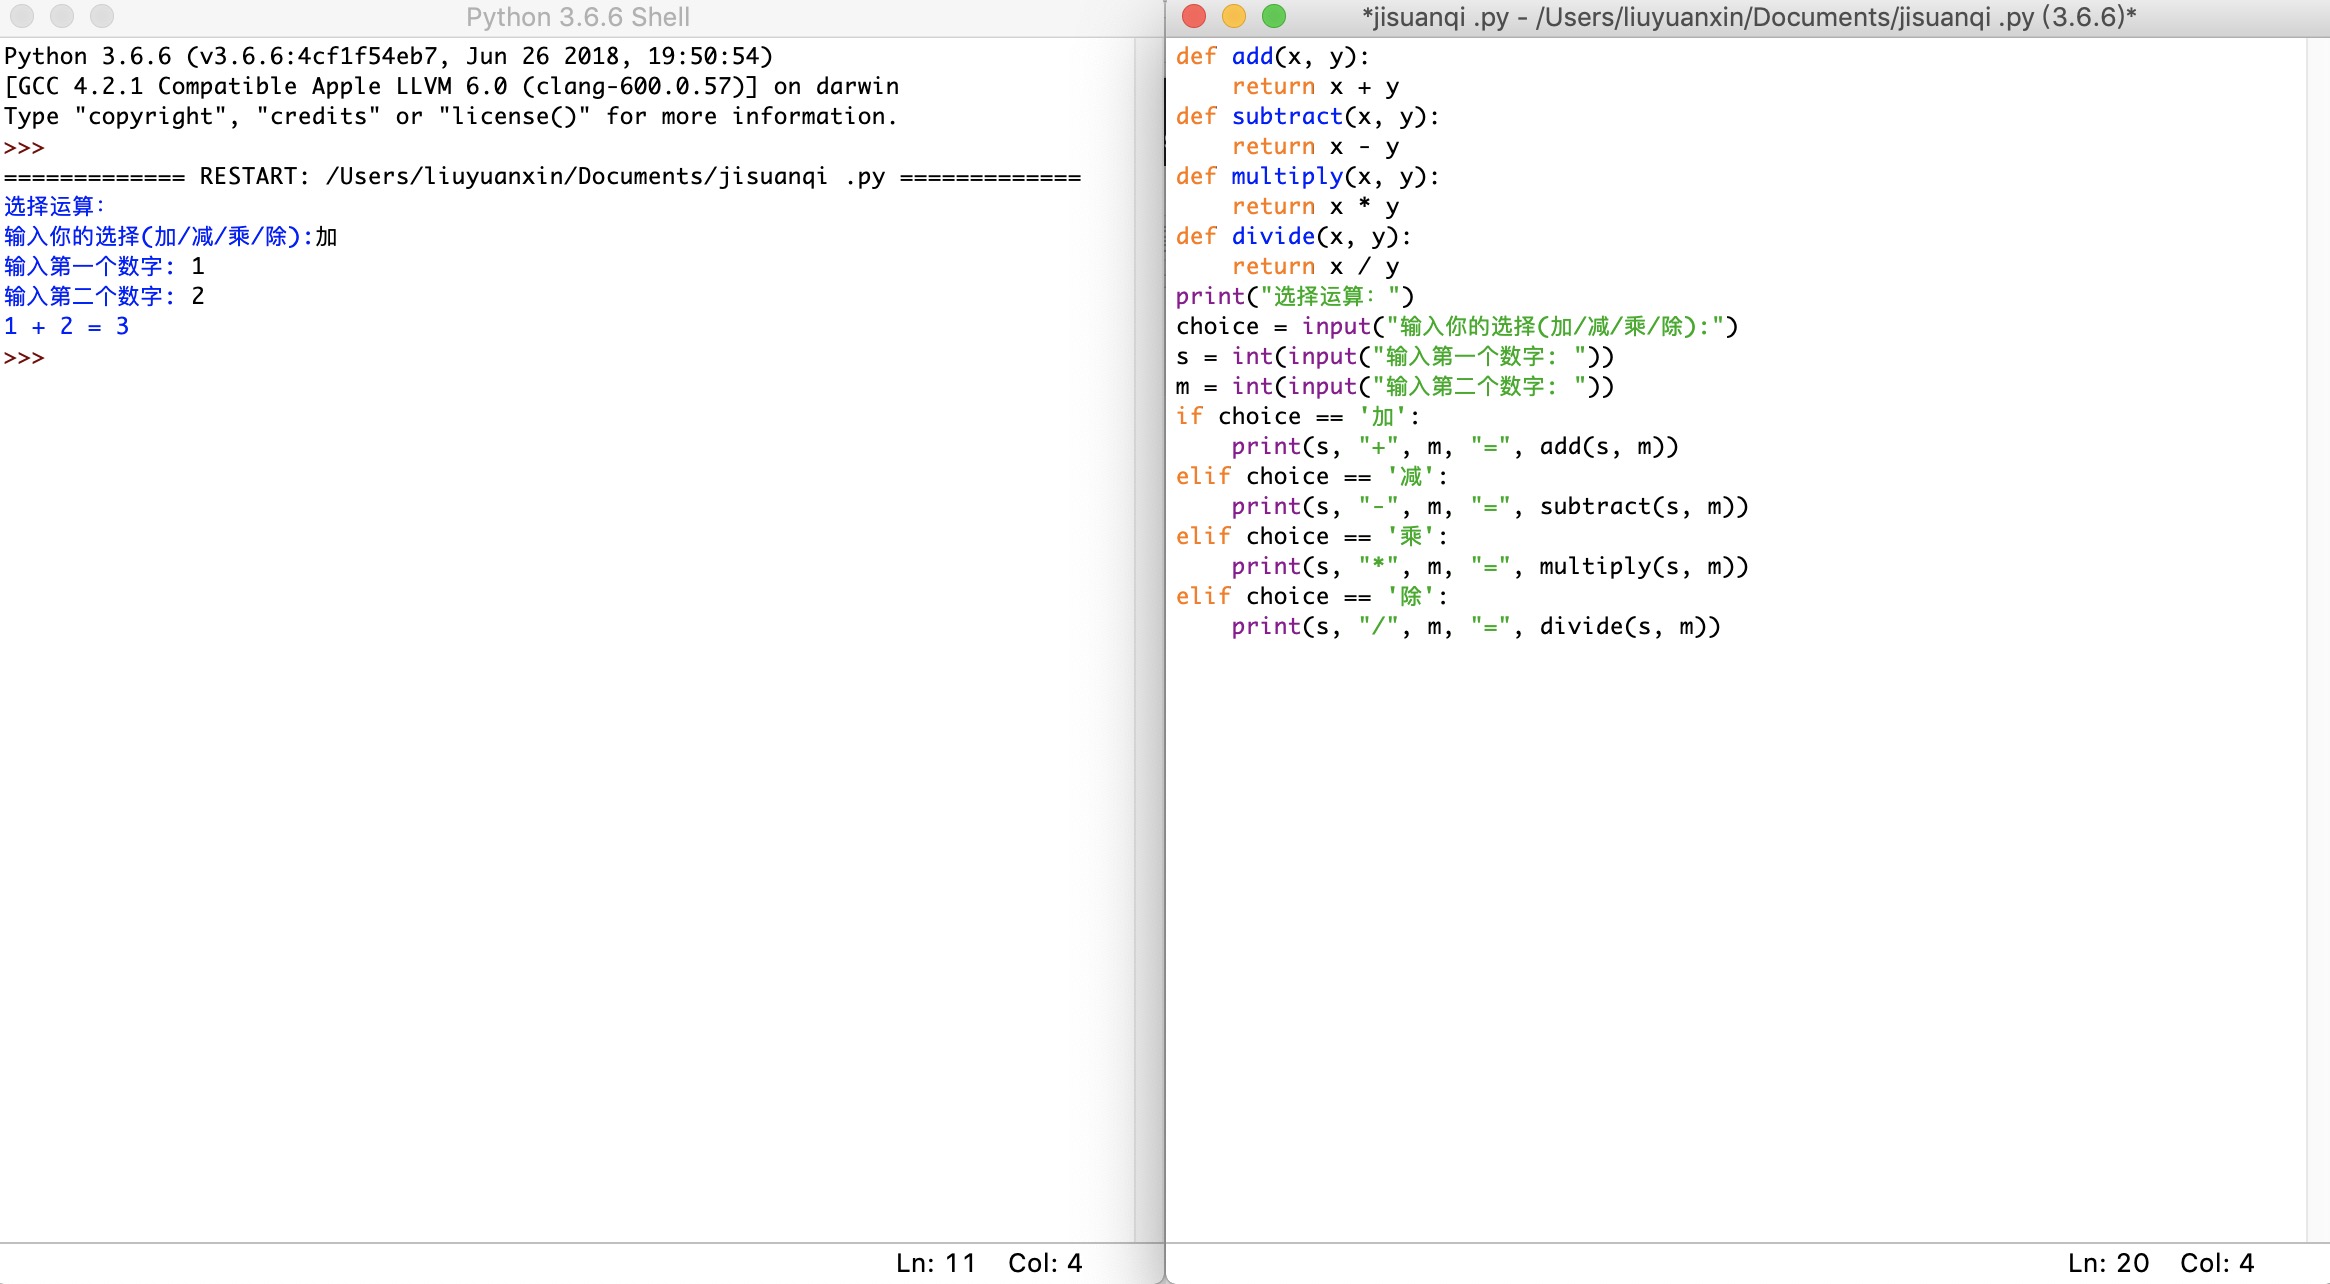 Python 3.6.6 Shell
Python 3.6.6 (v3.6.6:4cf1f54eb7, Jun 26 2018, 19:50:54)
[GCC 4.2.1 Compatible Apple LLVM 6.0 (clang-600.0.57)] on darwin
Type "copyright", "credits" or "license()" for more information.
>>>
============= RESTART: /Users/liuyuanxin/Documents/jisuanqi .py =============
选择运算：
输入你的选择(加/减/乘/除):加
输入第一个数字: 1
输入第二个数字: 2
1 + 2 = 3
>>>
Ln: 11 Col: 4
*jisuanqi .py - /Users/liuyuanxin/Documents/jisuanqi .py (3.6.6)*
def add(x, y):
    return x + y
def subtract(x, y):
    return x - y
def multiply(x, y):
    return x * y
def divide(x, y):
    return x / y
print("选择运算：")
choice = input("输入你的选择(加/减/乘/除):")
s = int(input("输入第一个数字: "))
m = int(input("输入第二个数字: "))
if choice == '加':
    print(s, "+", m, "=", add(s, m))
elif choice == '减':
    print(s, "-", m, "=", subtract(s, m))
elif choice == '乘':
    print(s, "*", m, "=", multiply(s, m))
elif choice == '除':
    print(s, "/", m, "=", divide(s, m))
Ln: 20 Col: 4